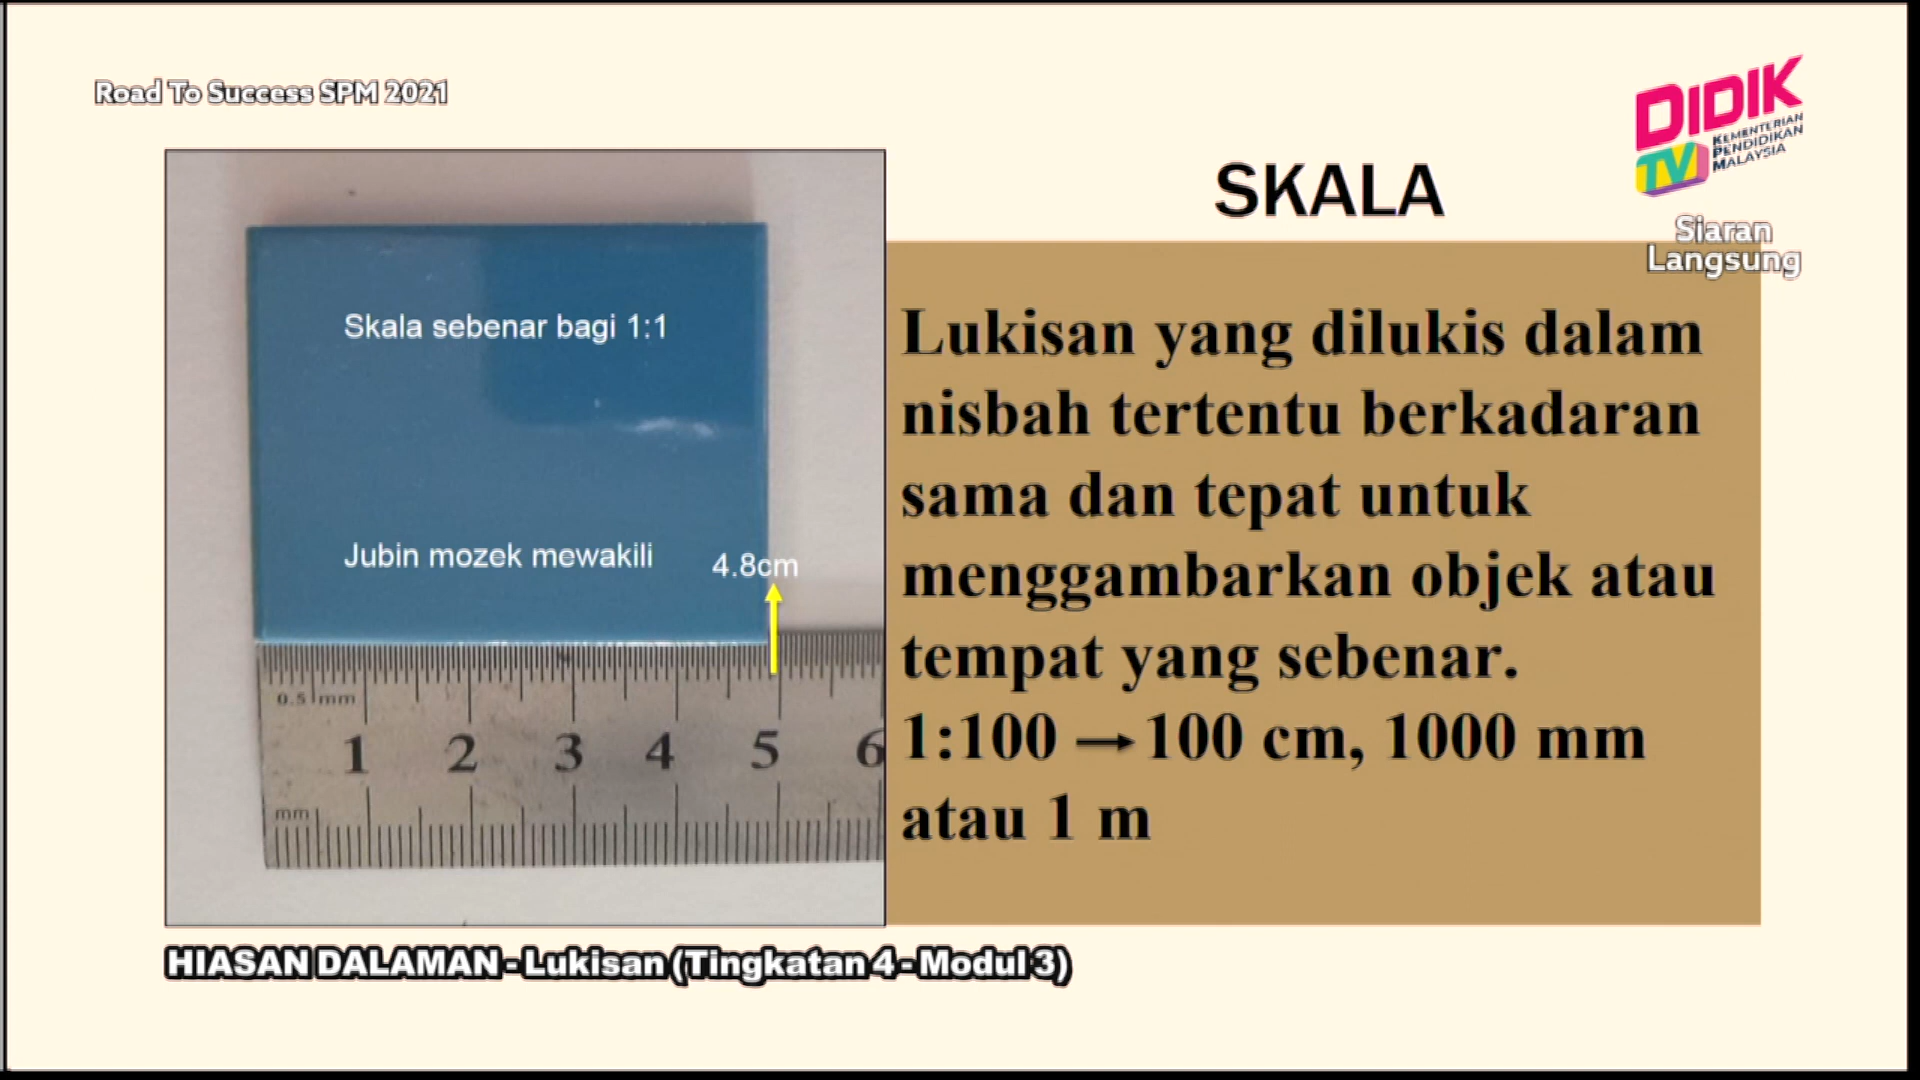 Road To Success SPM 2021
DIDIK
TV
KEMENTERIAN
PENDIDIKAN
MALAYSIA
Siaran
Langsung
SKALA
Skala sebenar bagi 1:1
Jubin mozek mewakili
4.8cm
0.5 mm
1 2 3 4 5 6
mm
Lukisan yang dilukis dalam
nisbah tertentu berkadaran
sama dan tepat untuk
menggambarkan objek atau
tempat yang sebenar.
1:100 → 100 cm, 1000 mm
atau 1 m
HIASAN DALAMAN - Lukisan (Tingkatan 4 - Modul 3)